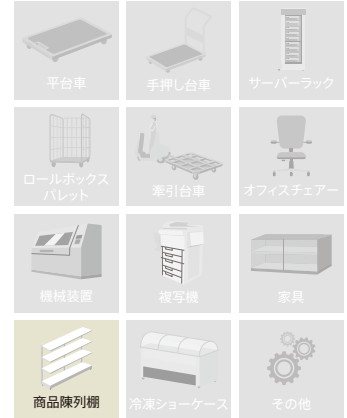 平台車
手押し台車
サーバーラック
ロールボックス
パレット
牽引台車
オフィスチェアー
機械装置
複写機
家具
商品陳列棚
冷凍ショーケース
その他